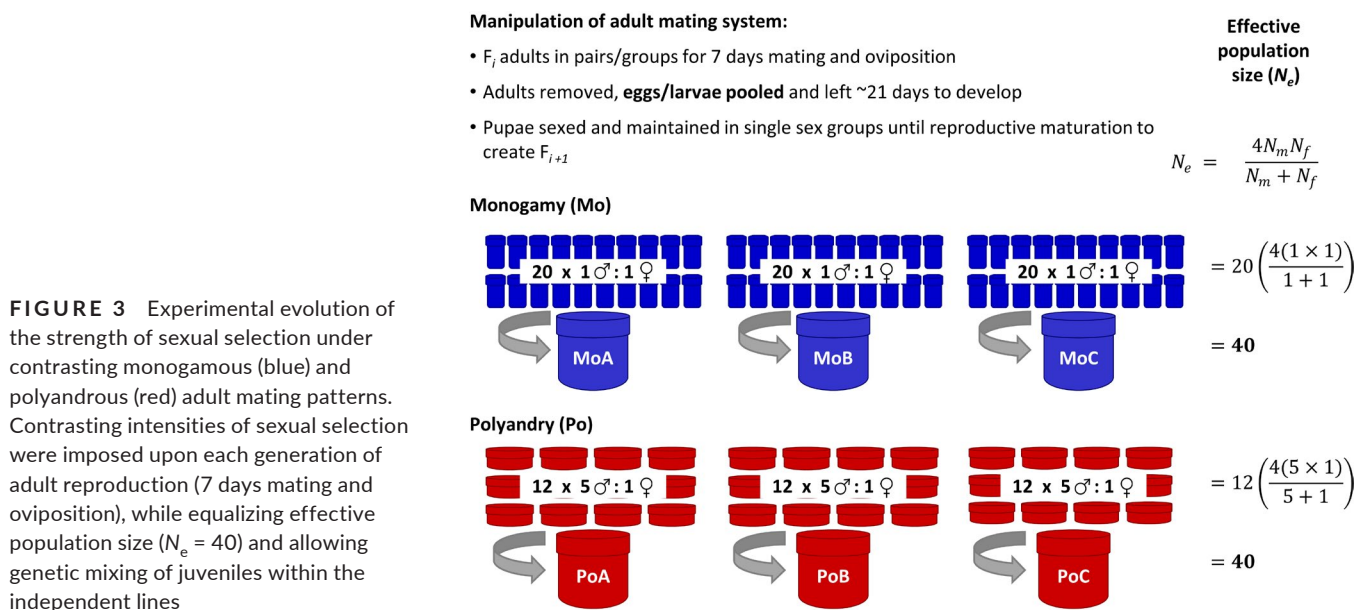 Manipulation of adult mating system:
• Fi adults in pairs/groups for 7 days mating and oviposition
• Adults removed, eggs/larvae pooled and left ~21 days to develop
• Pupae sexed and maintained in single sex groups until reproductive maturation to
create Fi+1
Effective
population
size (Ne)
Ne = 4NmNf / Nm + Nf
Monogamy (Mo)
20 x 1♂:1♀
20 x 1♂:1♀
20 x 1♂:1♀
= 20 (4(1 × 1) / 1 + 1)
MoA
MoB
MoC
= 40
Polyandry (Po)
12 x 5♂:1♀
12 x 5♂:1♀
12 x 5♂:1♀
= 12 (4(5 × 1) / 5 + 1)
PoA
PoB
PoC
= 40
FIGURE 3 Experimental evolution of
the strength of sexual selection under
contrasting monogamous (blue) and
polyandrous (red) adult mating patterns.
Contrasting intensities of sexual selection
were imposed upon each generation of
adult reproduction (7 days mating and
oviposition), while equalizing effective
population size (Ne = 40) and allowing
genetic mixing of juveniles within the
independent lines